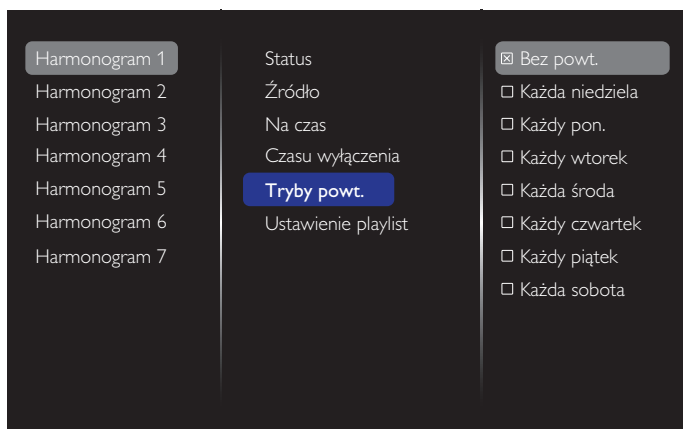 Harmonogram 1
Harmonogram 2
Harmonogram 3
Harmonogram 4
Harmonogram 5
Harmonogram 6
Harmonogram 7
Status
Źródło
Na czas
Czasu wyłączenia
Tryby powt.
Ustawienie playlist
Bez powt.
Każda niedziela
Każdy pon.
Każdy wtorek
Każda środa
Każdy czwartek
Każdy piątek
Każda sobota